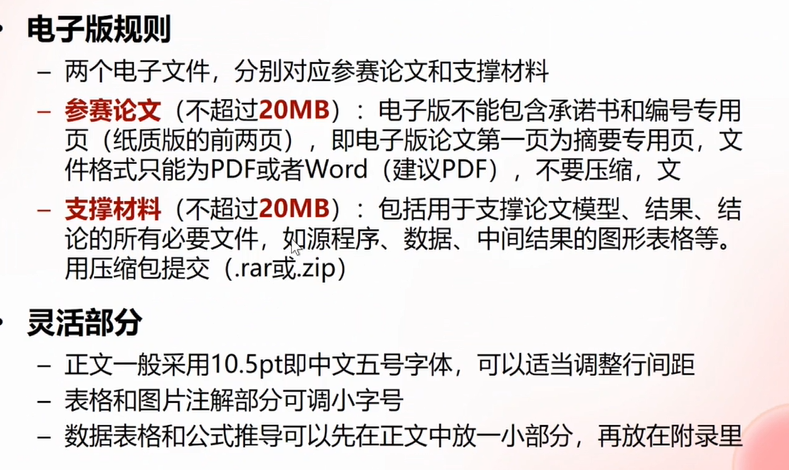 • 电子版规则
– 两个电子文件，分别对应参赛论文和支撑材料
– 参赛论文（不超过20MB）：电子版不能包含承诺书和编号专用
页（纸质版的前两页），即电子版论文第一页为摘要专用页，文
件格式只能为PDF或者Word（建议PDF），不要压缩，文
– 支撑材料（不超过20MB）：包括用于支撑论文模型、结果、结
论的所有必要文件，如源程序、数据、中间结果的图形表格等。
用压缩包提交（.rar或.zip）
• 灵活部分
– 正文一般采用10.5pt即中文五号字体，可以适当调整行间距
– 表格和图片注解部分可调小字号
– 数据表格和公式推导可以先在正文中放一小部分，再放在附录里